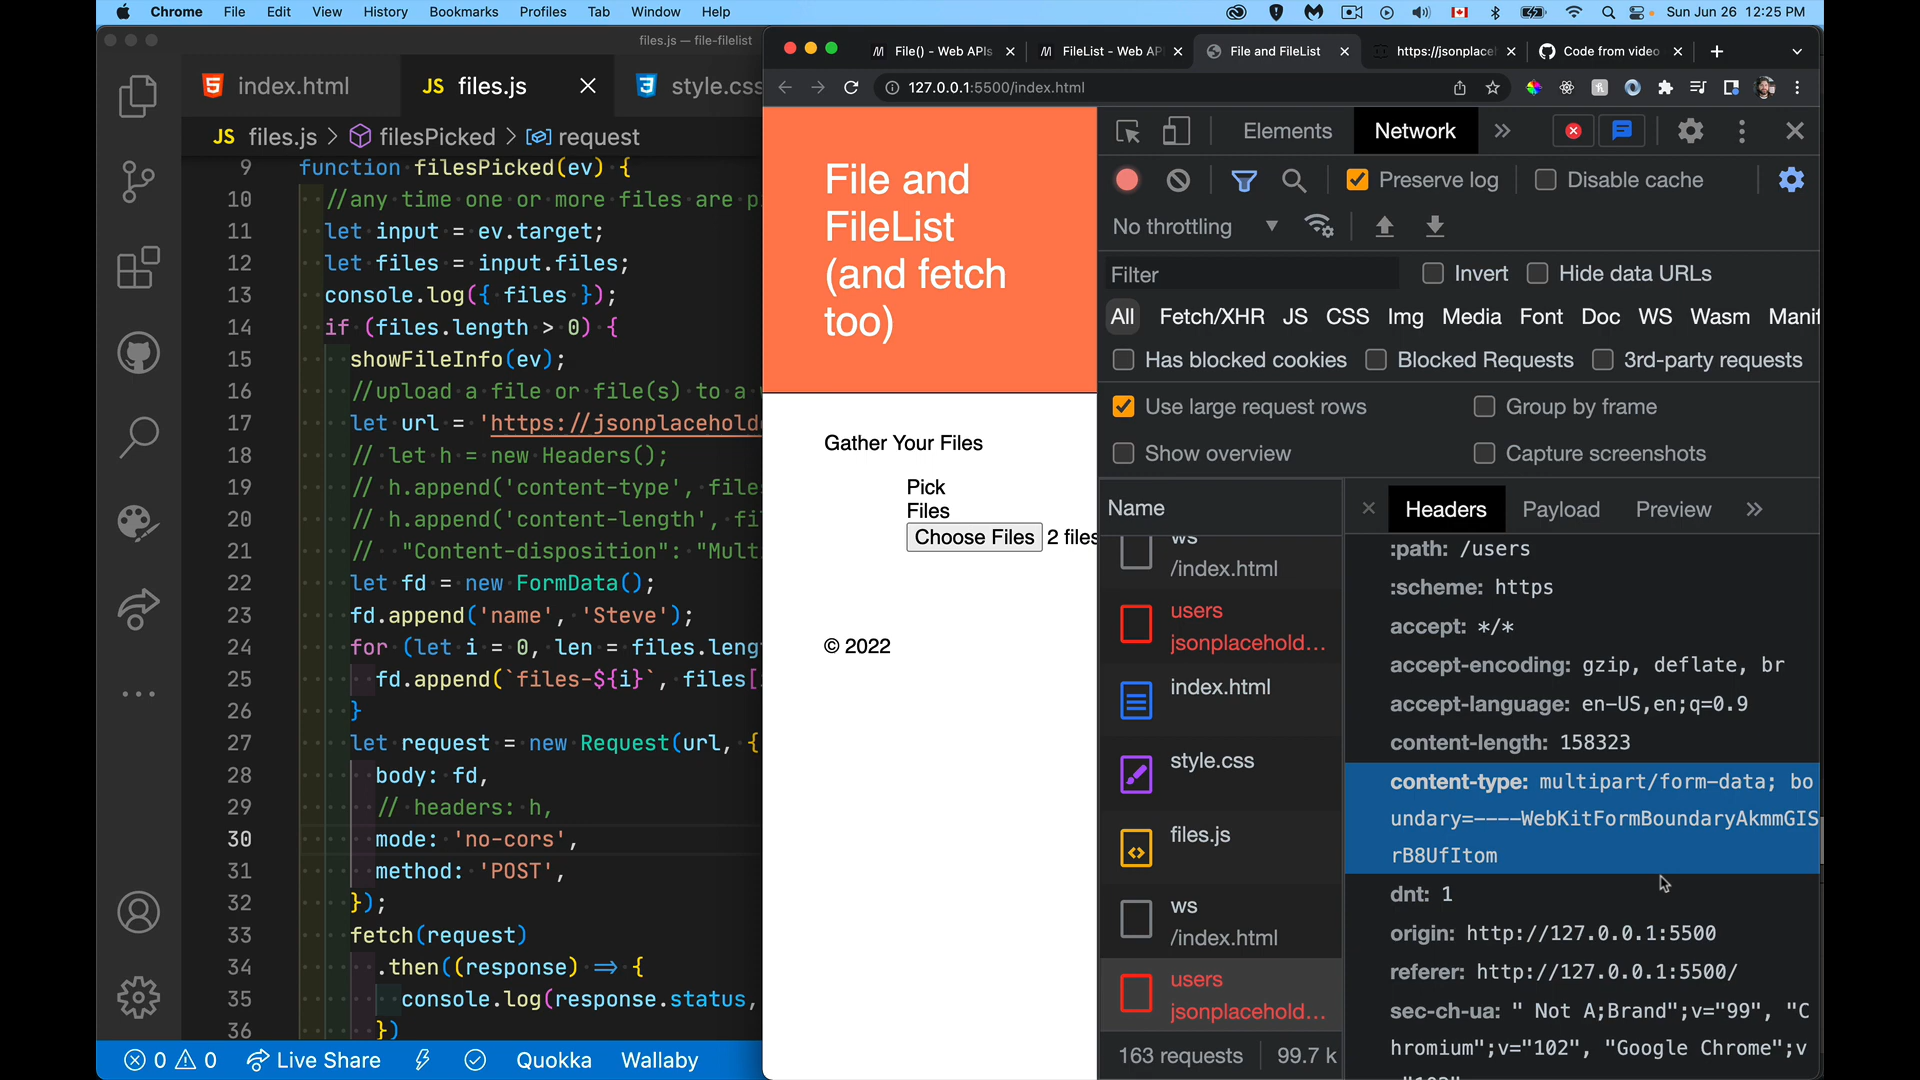 Chrome File Edit View History Bookmarks Profiles Tab Window Help Sun Jun 26 12:25 PM
files.js — file-filelist
index.html JS files.js style.css
JS files.js > filesPicked > request
9 function filesPicked(ev) {
10 //any time one or more files are p
11 let input = ev.target;
12 let files = input.files;
13 console.log({ files });
14 if (files.length > 0) {
15 showFileInfo(ev);
16 //upload a file or file(s) to a
17 let url = 'https://jsonplacehold
18 // let h = new Headers();
19 // h.append('content-type', files
20 // h.append('content-length', fi
21 // "Content-disposition": "Mult
22 let fd = new FormData();
23 fd.append('name', 'Steve');
24 for (let i = 0, len = files.leng
25 fd.append(`files-${i}`, files[
26 }
27 let request = new Request(url, {
28 body: fd,
29 // headers: h,
30 mode: 'no-cors',
31 method: 'POST',
32 });
33 fetch(request)
34 .then((response) => {
35 console.log(response.status,
36 })
0 0 Live Share Quokka Wallaby
File() - Web APIs FileList - Web AP File and FileList https://jsonplace Code from video
127.0.0.1:5500/index.html
File and
FileList
(and fetch
too)
Gather Your Files
Pick
Files
Choose Files 2 files
© 2022
Elements Network
Preserve log Disable cache
No throttling
Filter Invert Hide data URLs
All Fetch/XHR JS CSS Img Media Font Doc WS Wasm Manif
Has blocked cookies Blocked Requests 3rd-party requests
Use large request rows Group by frame
Show overview Capture screenshots
Name
ws
/index.html
users
jsonplacehold...
index.html
style.css
files.js
ws
/index.html
users
jsonplacehold...
163 requests 99.7 k
Headers Payload Preview
:path: /users
:scheme: https
accept: */*
accept-encoding: gzip, deflate, br
accept-language: en-US,en;q=0.9
content-length: 158323
content-type: multipart/form-data; bo
undary=----WebKitFormBoundaryAkmmGIS
rB8UfItom
dnt: 1
origin: http://127.0.0.1:5500
referer: http://127.0.0.1:5500/
sec-ch-ua: " Not A;Brand";v="99", "C
hromium";v="102", "Google Chrome";v